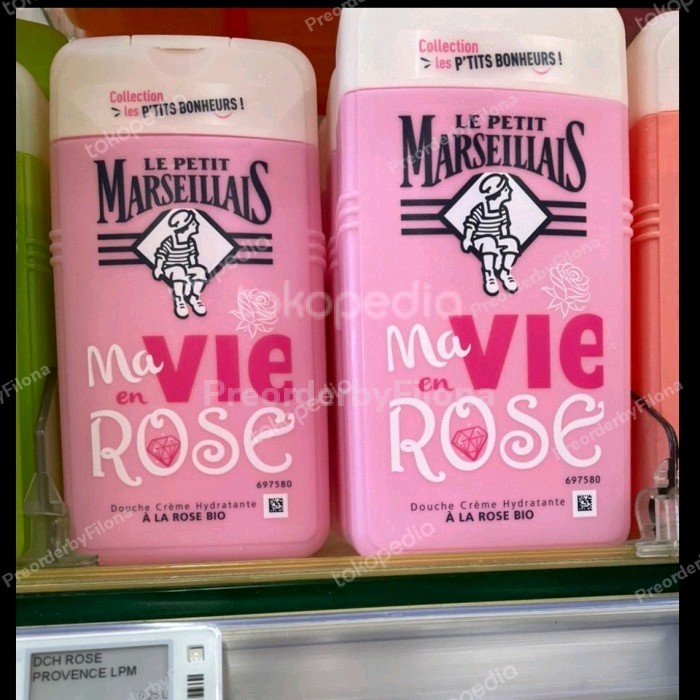 Collection
les P'TITS BONHEURS !
LE PETIT
MARSEILLAIS
Ma VIE
en
ROSE
697580
Douche Crème Hydratante
À LA ROSE BIO
Collection
les P'TITS BONHEURS !
LE PETIT
MARSEILLAIS
Ma VIE
en
ROSE
697580
Douche Crème Hydratante
À LA ROSE BIO
DCH ROSE
PROVENCE LPM
tokopedia
PreorderbyFilona